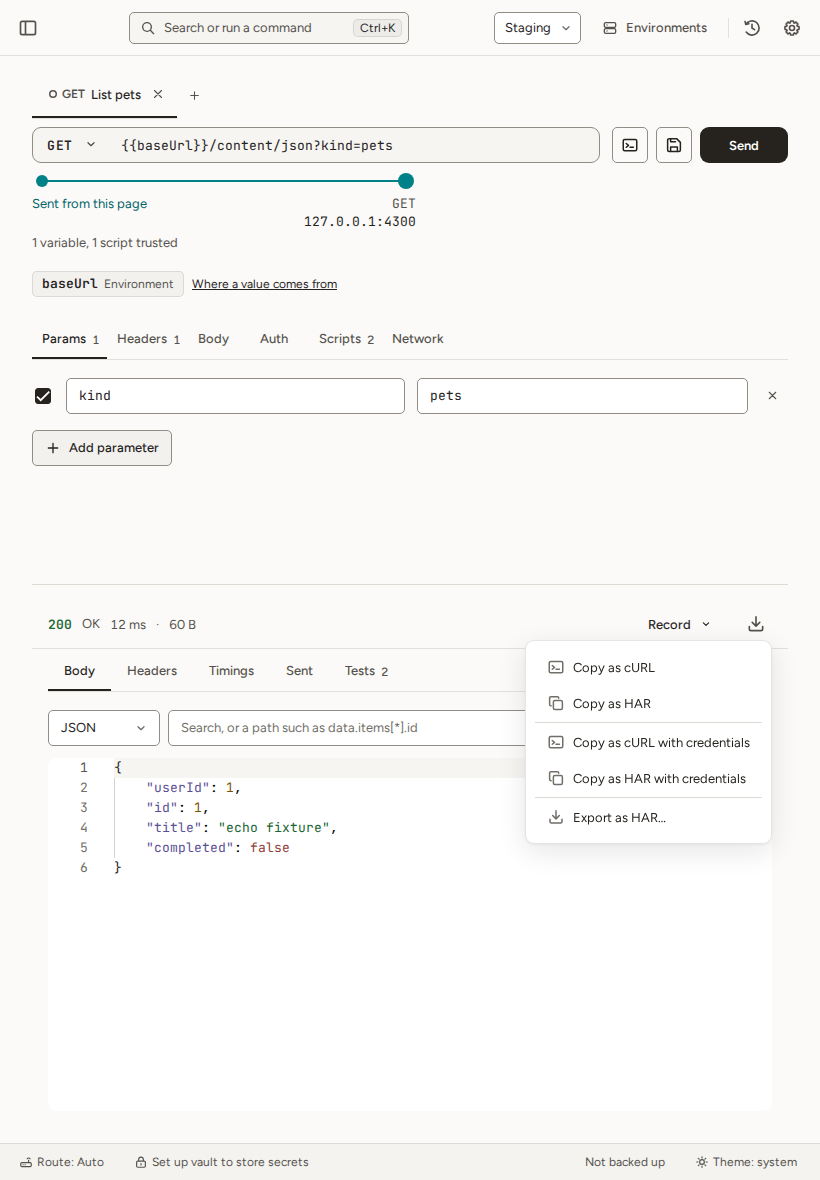 Search or run a command Ctrl+K Staging Environments
GET List pets
GET {{baseUrl}}/content/json?kind=pets Send
Sent from this page GET
127.0.0.1:4300
1 variable, 1 script trusted
baseUrl Environment Where a value comes from
Params 1 Headers 1 Body Auth Scripts 2 Network
kind pets
Add parameter
200 OK 12 ms · 60 B Record
Body Headers Timings Sent Tests 2
JSON Search, or a path such as data.items[*].id
Copy as cURL
Copy as HAR
Copy as cURL with credentials
Copy as HAR with credentials
Export as HAR...
1 {
2 "userId": 1,
3 "id": 1,
4 "title": "echo fixture",
5 "completed": false
6 }
Route: Auto Set up vault to store secrets Not backed up Theme: system